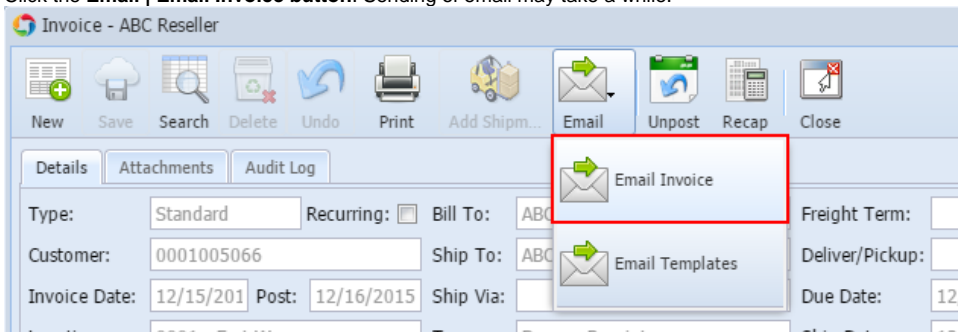 Click the Email | Email Invoice button. Sending of email may take a while.
Invoice - ABC Reseller
New Save Search Delete Undo Print Add Shipm... Email Unpost Recap Close
Details Attachments Audit Log
Email Invoice
Type: Standard Recurring: Bill To: ABC Freight Term:
Customer: 0001005066 Ship To: ABC Deliver/Pickup:
Email Templates
Invoice Date: 12/15/201 Post: 12/16/2015 Ship Via: Due Date: 12/